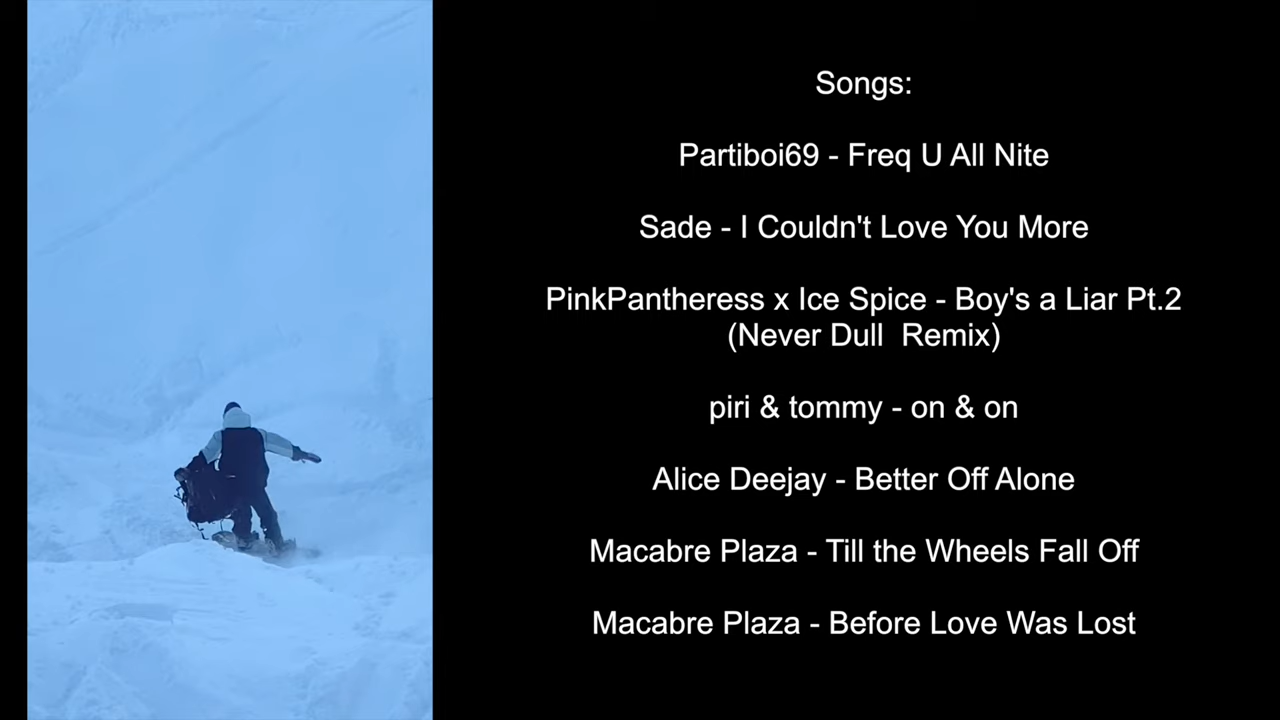 Songs:
Partiboi69 - Freq U All Nite
Sade - I Couldn't Love You More
PinkPantheress x Ice Spice - Boy's a Liar Pt.2
(Never Dull  Remix)
piri & tommy - on & on
Alice Deejay - Better Off Alone
Macabre Plaza - Till the Wheels Fall Off
Macabre Plaza - Before Love Was Lost